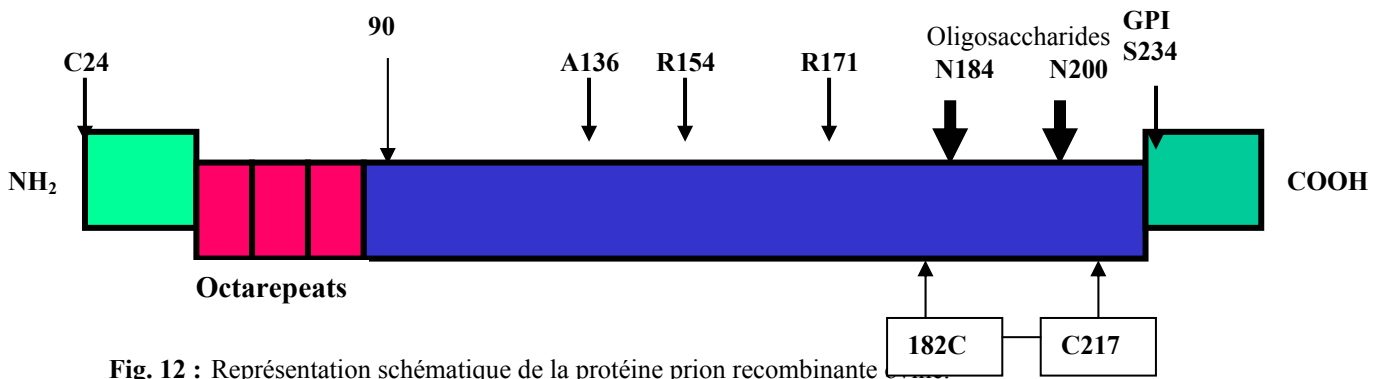 90
GPI
Oligosaccharides
C24 A136 R154 R171 N184 N200 S234
NH2 COOH
Octarepeats
182C C217
Fig. 12 : Représentation schématique de la protéine prion recombinante